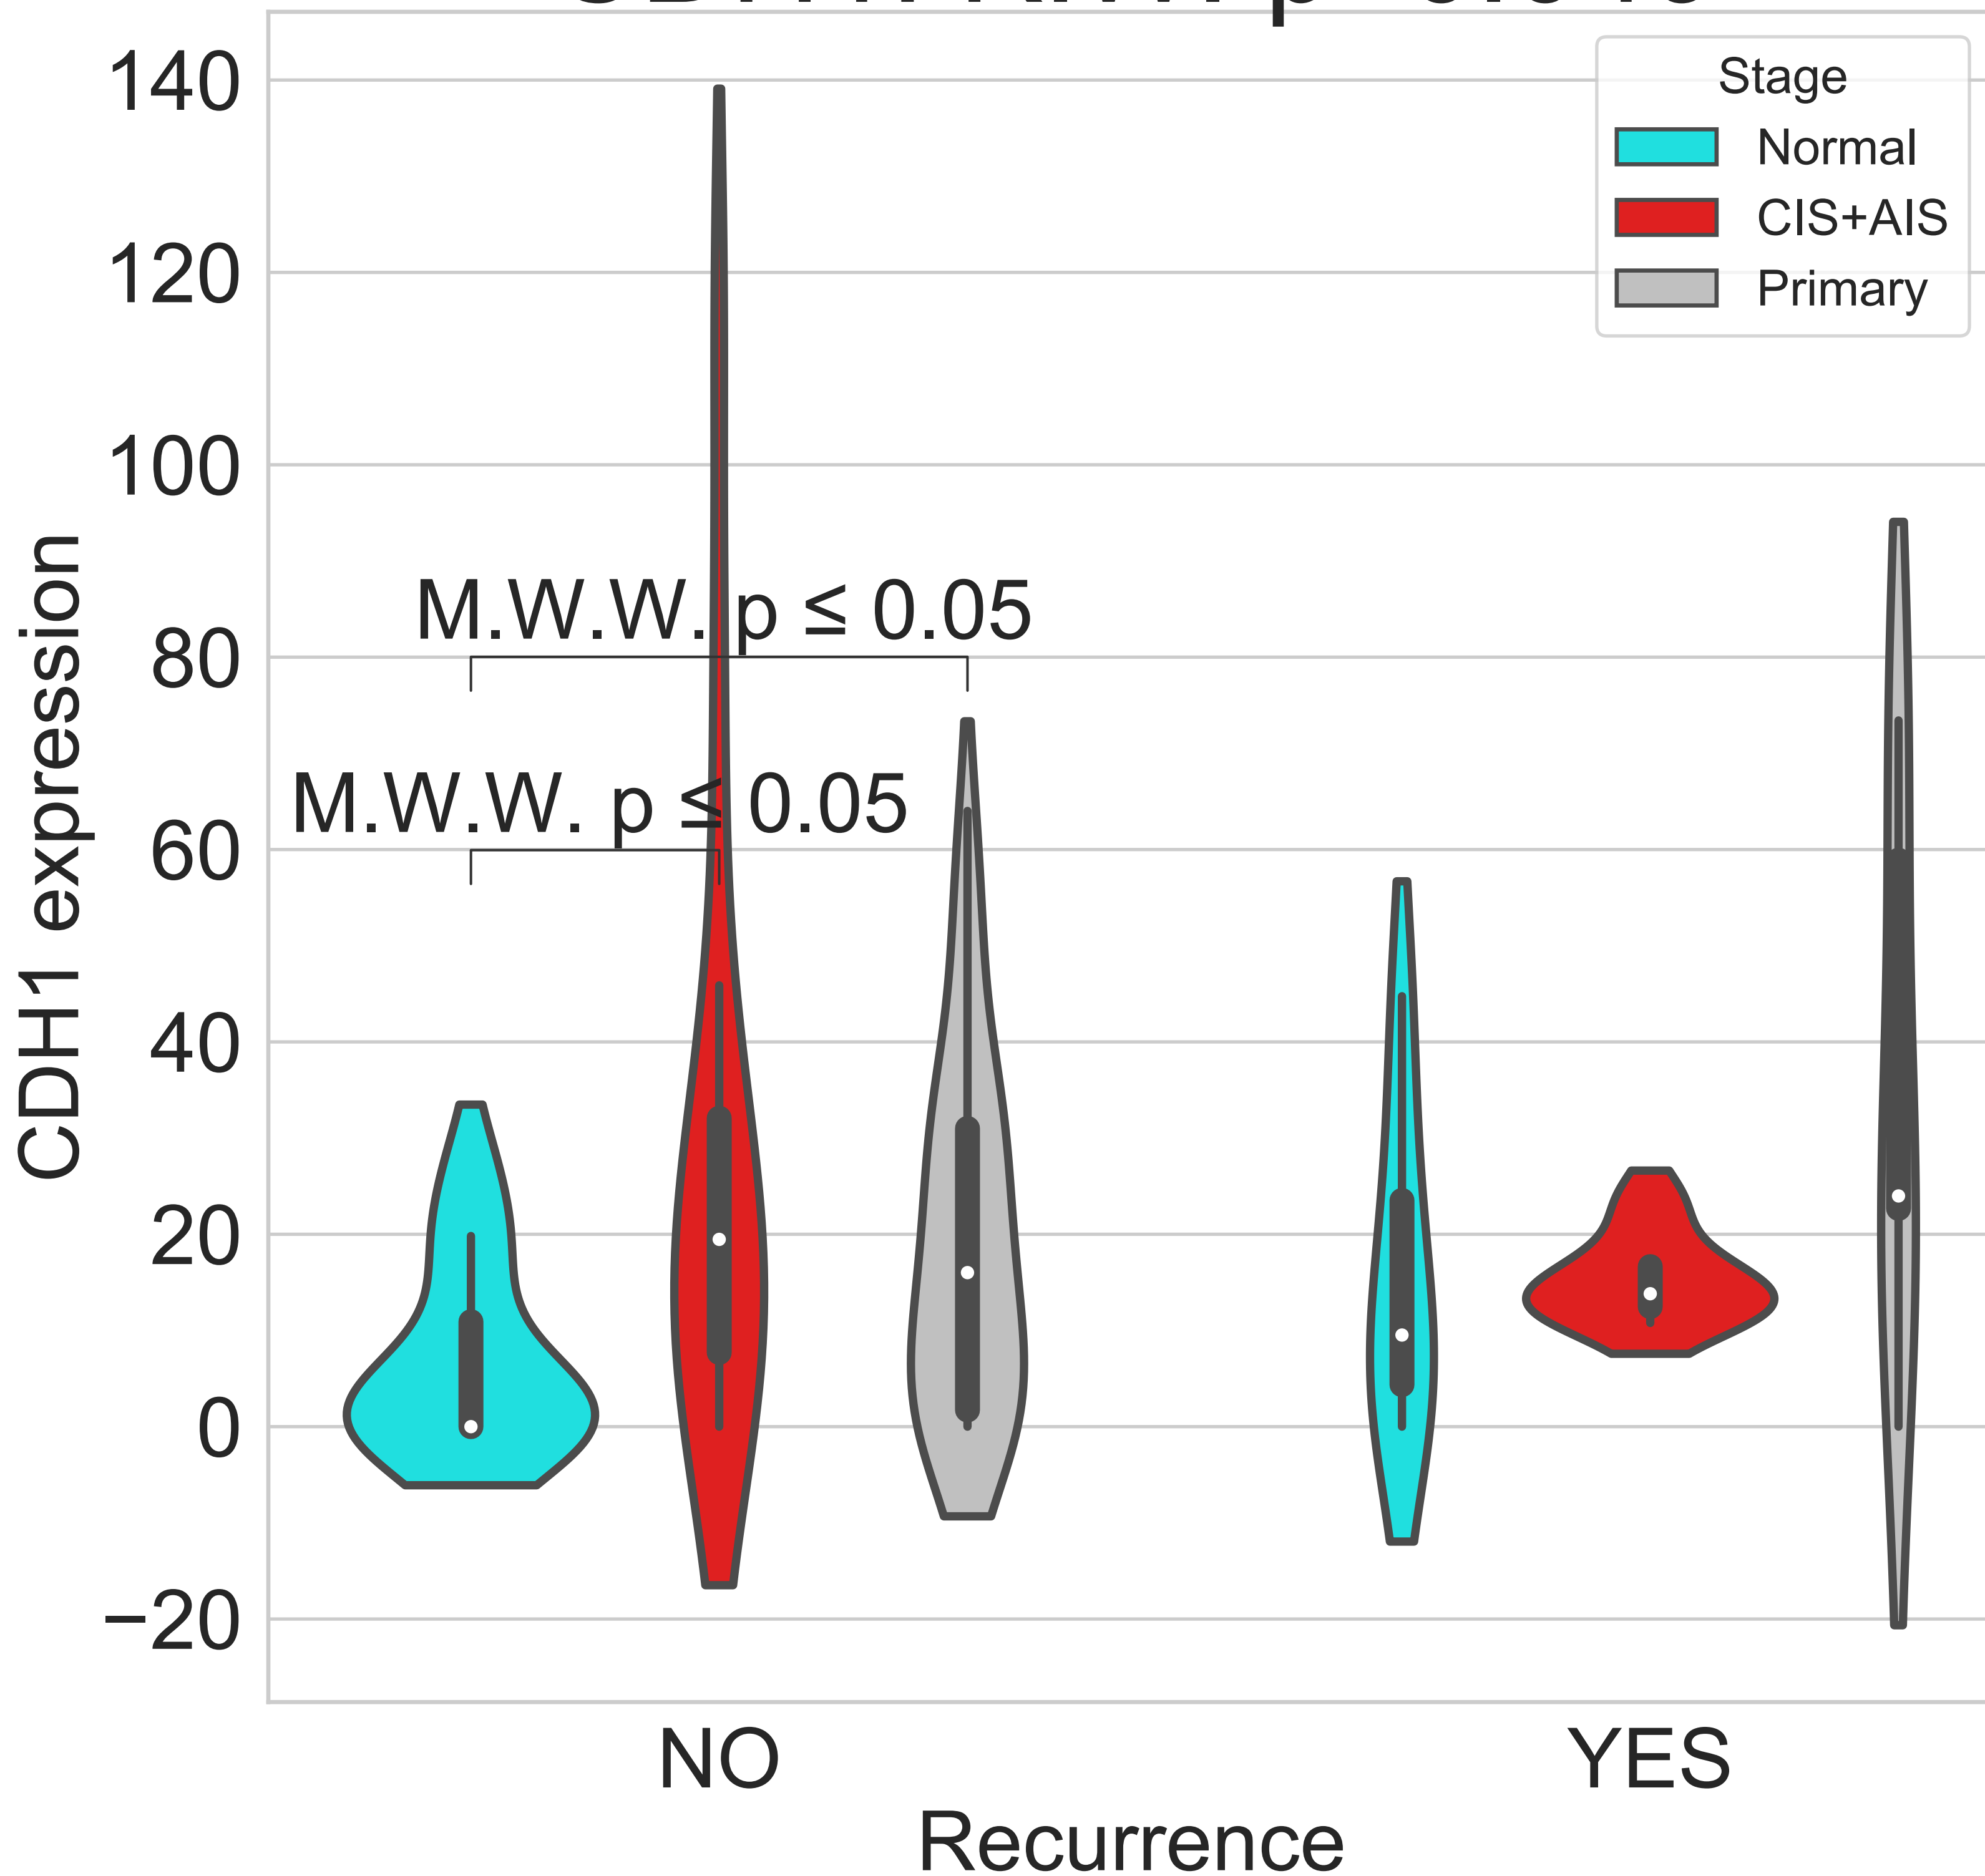 140
120
100
80
60
40
20
0
−20
CDH1 expression
Stage
Normal
CIS+AIS
Primary
M.W.W. p ≤ 0.05
M.W.W. p ≤ 0.05
NO
YES
Recurrence